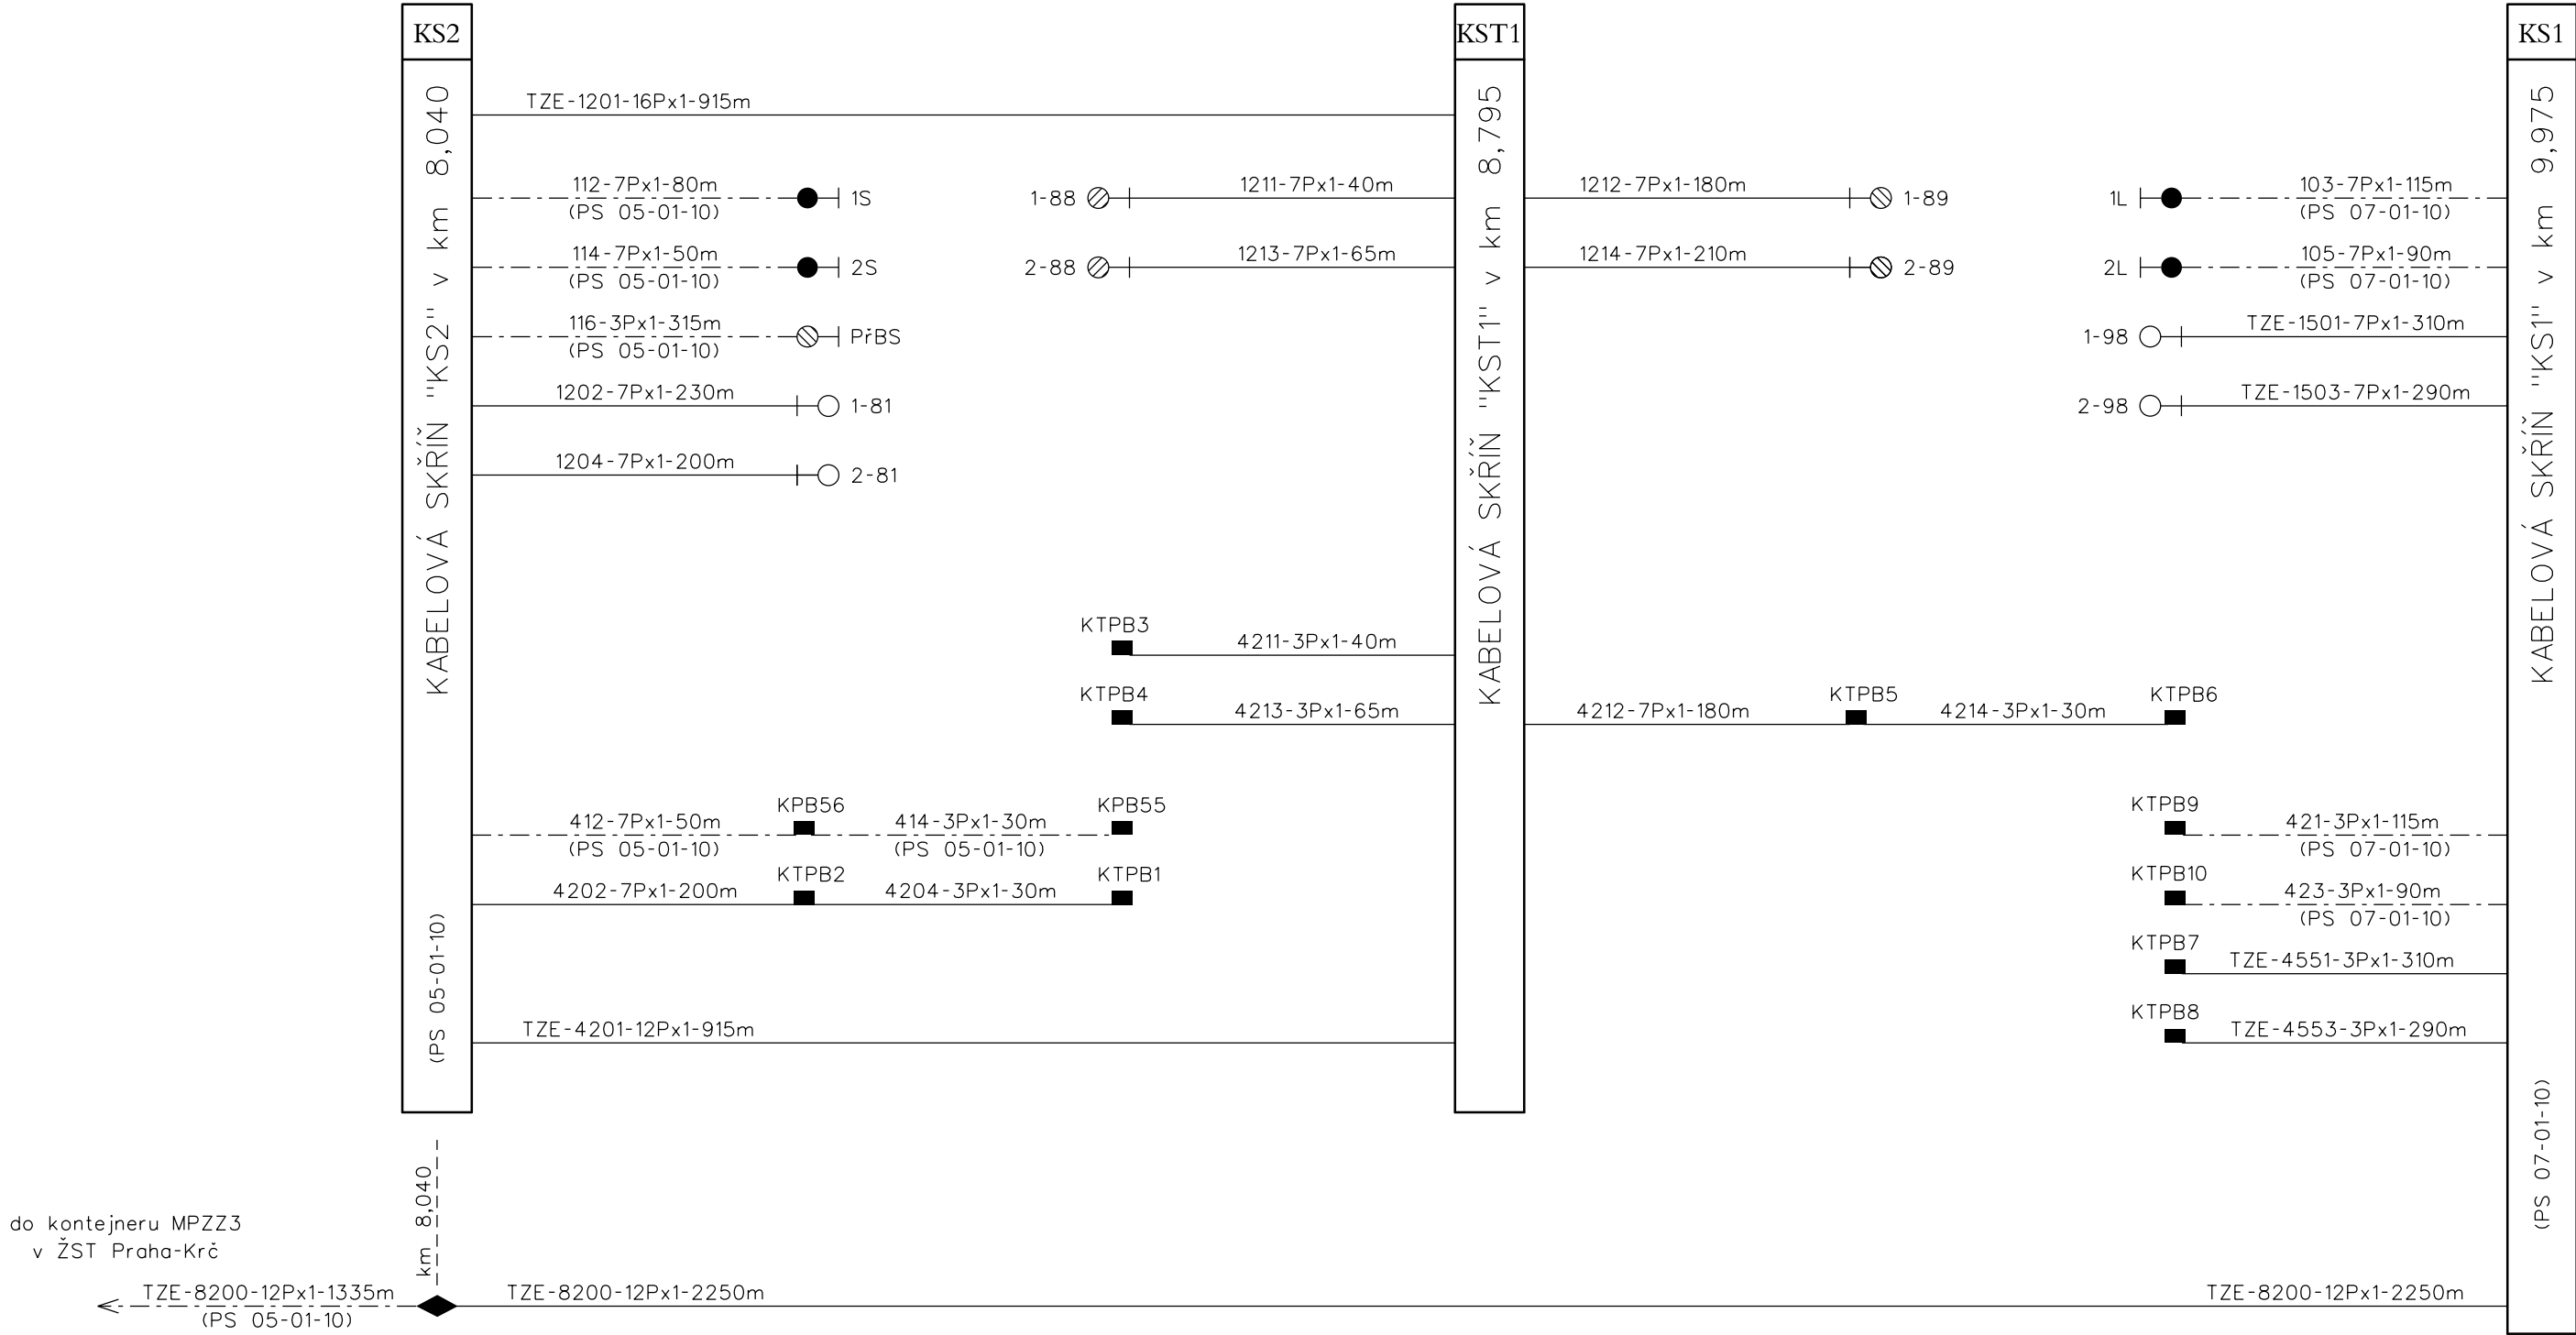 KS2
KST1
KS1
KABELOVÁ SKŘÍŇ "KS2" v km 8,040
(PS 05-01-10)
KABELOVÁ SKŘÍŇ "KST1" v km 8,795
KABELOVÁ SKŘÍŇ "KS1" v km 9,975
(PS 07-01-10)
TZE-1201-16Px1-915m
112-7Px1-80m
(PS 05-01-10)
1S
1-88
1211-7Px1-40m
1212-7Px1-180m
1-89
1L
103-7Px1-115m
(PS 07-01-10)
114-7Px1-50m
(PS 05-01-10)
2S
2-88
1213-7Px1-65m
1214-7Px1-210m
2-89
2L
105-7Px1-90m
(PS 07-01-10)
116-3Px1-315m
(PS 05-01-10)
PřBS
1-98
TZE-1501-7Px1-310m
1202-7Px1-230m
1-81
2-98
TZE-1503-7Px1-290m
1204-7Px1-200m
2-81
KTPB3
4211-3Px1-40m
KTPB4
4213-3Px1-65m
4212-7Px1-180m
KTPB5
4214-3Px1-30m
KTPB6
412-7Px1-50m
(PS 05-01-10)
KPB56
414-3Px1-30m
(PS 05-01-10)
KPB55
KTPB9
421-3Px1-115m
(PS 07-01-10)
4202-7Px1-200m
KTPB2
4204-3Px1-30m
KTPB1
KTPB10
423-3Px1-90m
(PS 07-01-10)
KTPB7
TZE-4551-3Px1-310m
TZE-4201-12Px1-915m
KTPB8
TZE-4553-3Px1-290m
km 8,040
do kontejneru MPZZ3
v ŽST Praha-Krč
TZE-8200-12Px1-1335m
(PS 05-01-10)
TZE-8200-12Px1-2250m
TZE-8200-12Px1-2250m